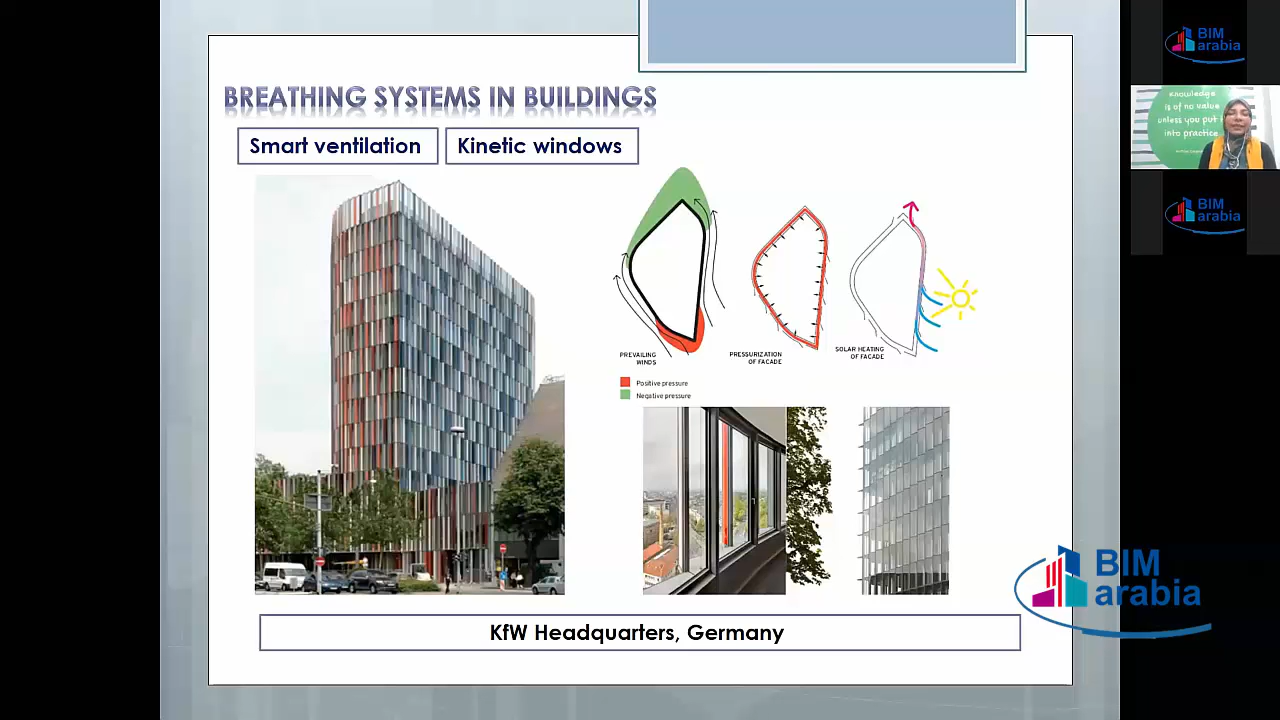 BREATHING SYSTEMS IN BUILDINGS
Smart ventilation
Kinetic windows
PREVAILING
WINDS
PRESSURIZATION
OF FACADE
SOLAR HEATING
OF FACADE
Positive pressure
Negative pressure
KfW Headquarters, Germany
BIM
arabia
BIM
arabia
knowledge
is of no value
unless you put
into practice
BIM
arabia